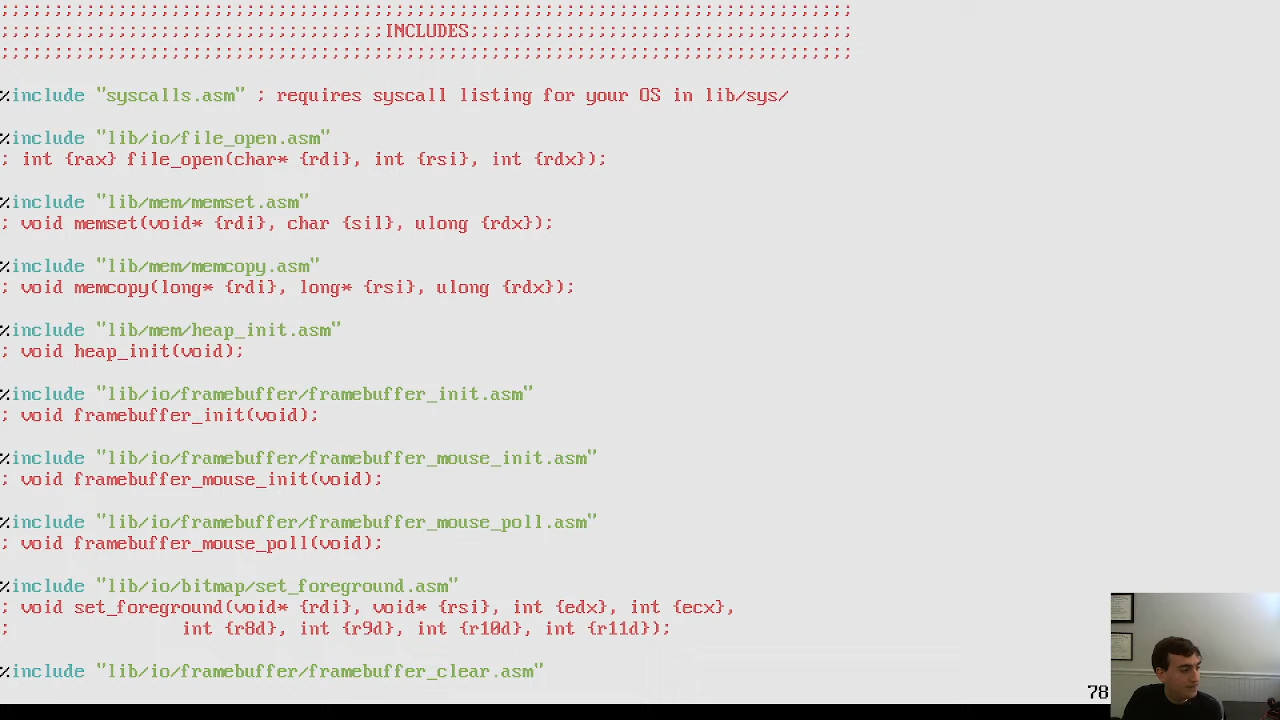 ;;;;;;;;;;;;;;;;;;;;;;;;;;;;;;;;;;;;;;;;;;;;;;;;;;;;;;;;;;;;;;;;;;;;;;;;;;;;;;;;
;;;;;;;;;;;;;;;;;;;;;;;;;;;;;;;;;;;;INCLUDES;;;;;;;;;;;;;;;;;;;;;;;;;;;;;;;;;;;;
;;;;;;;;;;;;;;;;;;;;;;;;;;;;;;;;;;;;;;;;;;;;;;;;;;;;;;;;;;;;;;;;;;;;;;;;;;;;;;;;
%include "syscalls.asm" ; requires syscall listing for your OS in lib/sys/
%include "lib/io/file_open.asm"
; int {rax} file_open(char* {rdi}, int {rsi}, int {rdx});
%include "lib/mem/memset.asm"
; void memset(void* {rdi}, char {sil}, ulong {rdx});
%include "lib/mem/memcopy.asm"
; void memcopy(long* {rdi}, long* {rsi}, ulong {rdx});
%include "lib/mem/heap_init.asm"
; void heap_init(void);
%include "lib/io/framebuffer/framebuffer_init.asm"
; void framebuffer_init(void);
%include "lib/io/framebuffer/framebuffer_mouse_init.asm"
; void framebuffer_mouse_init(void);
%include "lib/io/framebuffer/framebuffer_mouse_poll.asm"
; void framebuffer_mouse_poll(void);
%include "lib/io/bitmap/set_foreground.asm"
; void set_foreground(void* {rdi}, void* {rsi}, int {edx}, int {ecx},
; int {r8d}, int {r9d}, int {r10d}, int {r11d});
%include "lib/io/framebuffer/framebuffer_clear.asm"
78